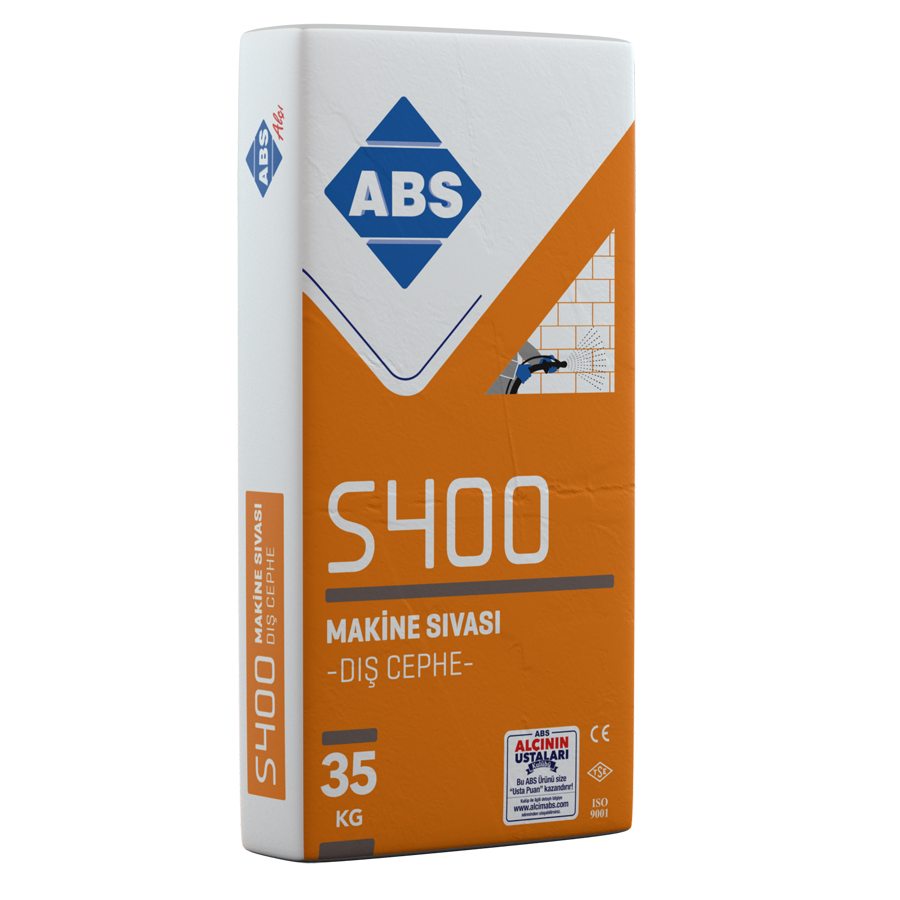 ABS
Alçı
ABS
S400
MAKİNE SIVASI
-DIŞ CEPHE-
S400
MAKİNE SIVASI
DIŞ CEPHE
35
KG
ABS
ALÇININ
USTALARI
Kulübü
Bu ABS Ürünü size
"Usta Puan" kazandırır!
www.alcimabs.com
CE
TSE
ISO
9001